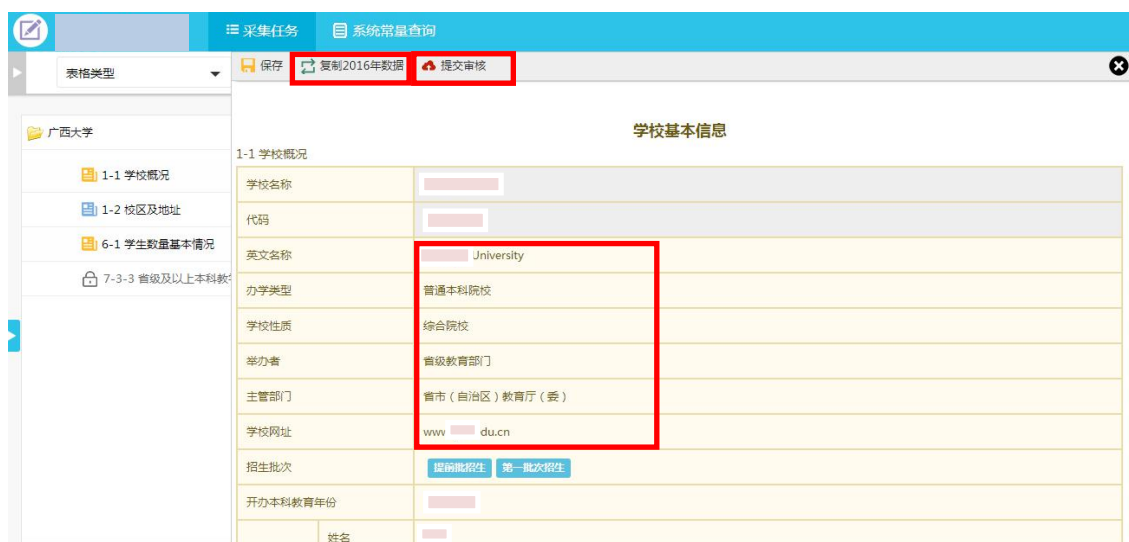 采集任务 系统常量查询
表格类型 保存 复制2016年数据 提交审核
广西大学
1-1 学校概况
1-2 校区及地址
6-1 学生数量基本情况
7-3-3 省级及以上本科教
学校基本信息
1-1 学校概况
学校名称
代码
英文名称 University
办学类型 普通本科院校
学校性质 综合院校
举办者 省级教育部门
主管部门 省市（自治区）教育厅（委）
学校网址 www du.cn
招生批次 提前批招生 第一批次招生
开办本科教育年份
姓名